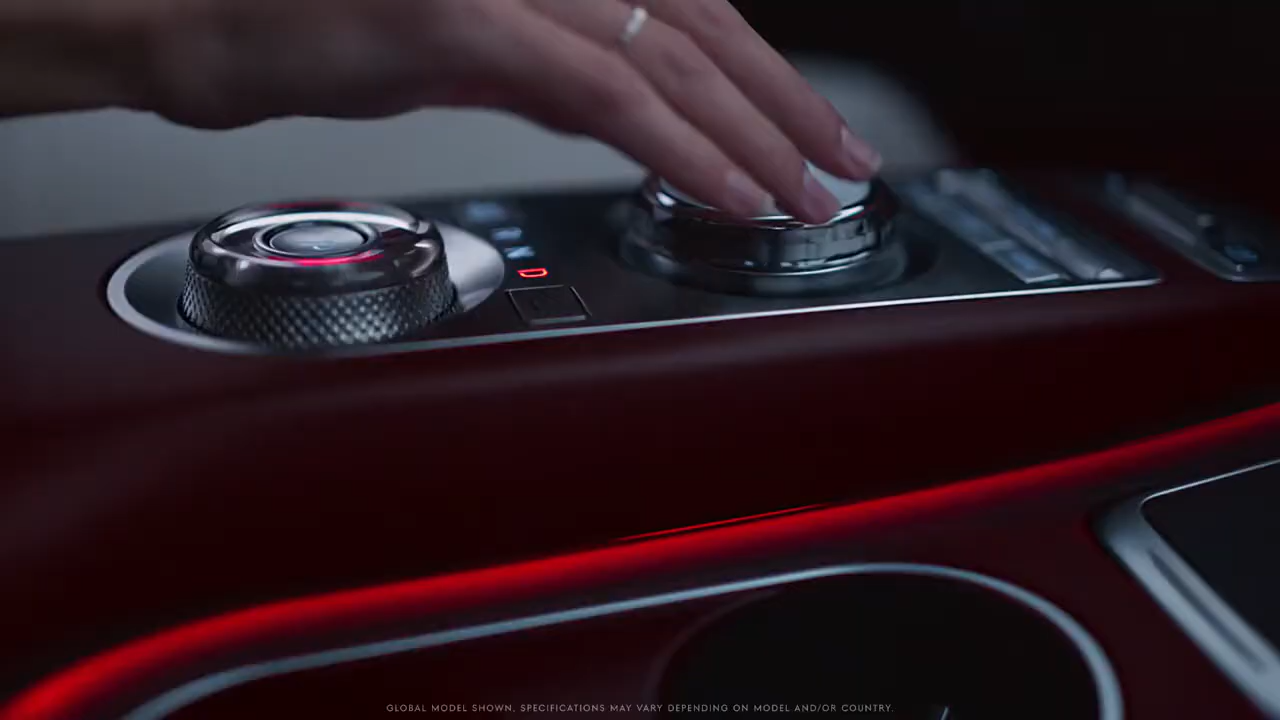 D
GLOBAL MODEL SHOWN, SPECIFICATIONS MAY VARY DEPENDING ON MODEL AND/OR COUNTRY.